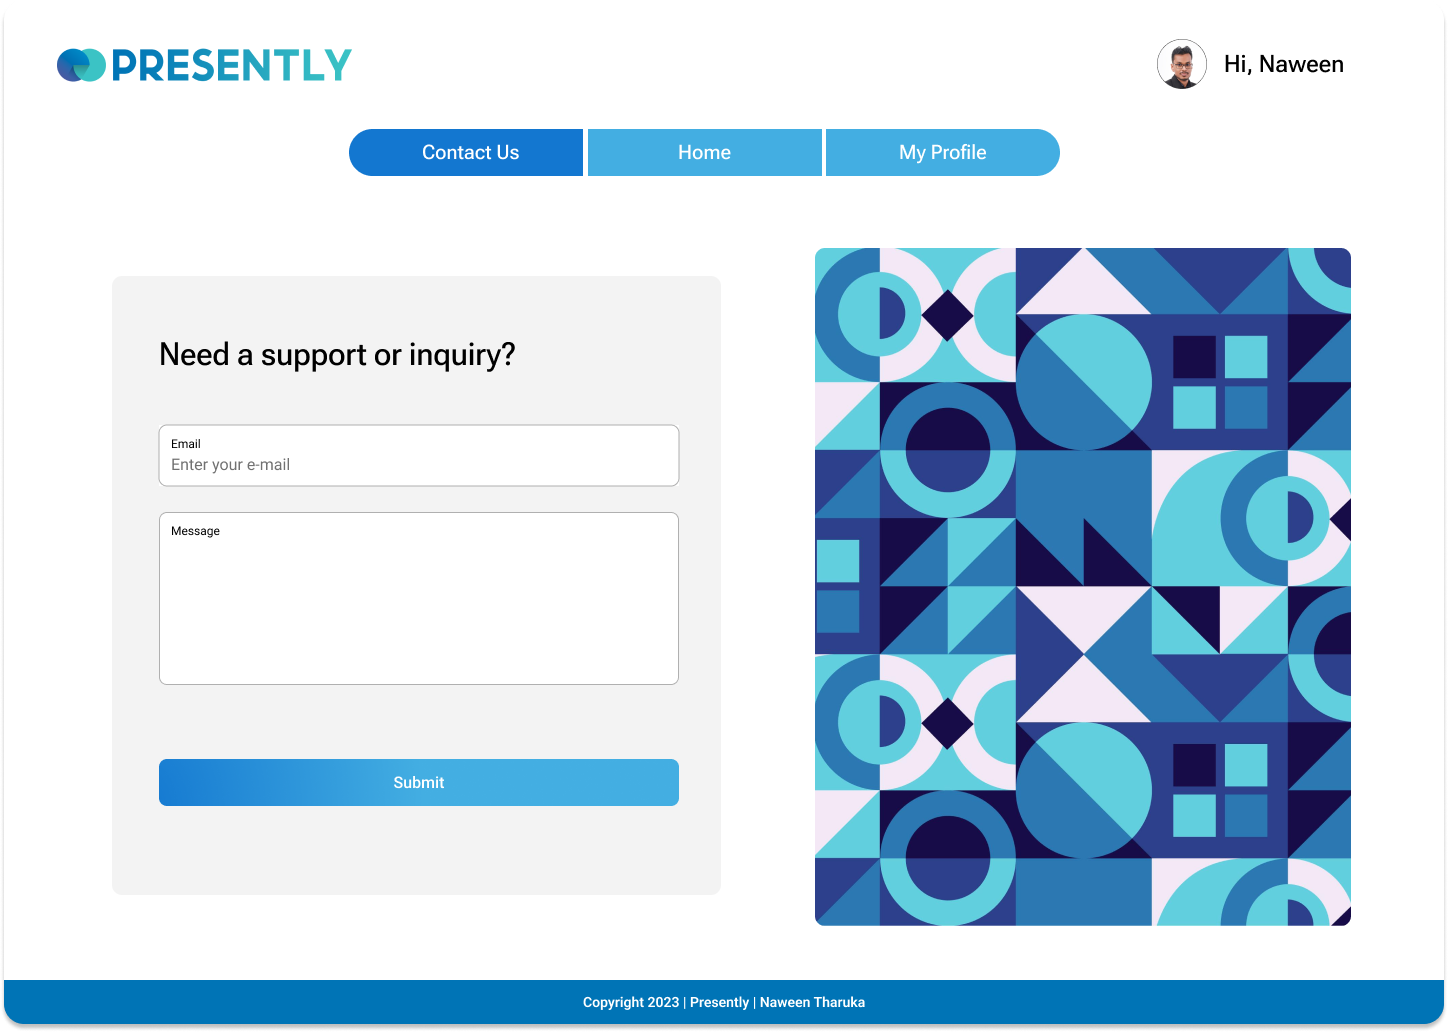 PRESENTLY
Hi, Naween
Contact Us
Home
My Profile
Need a support or inquiry?
Email
Enter your e-mail
Message
Submit
Copyright 2023 | Presently | Naween Tharuka